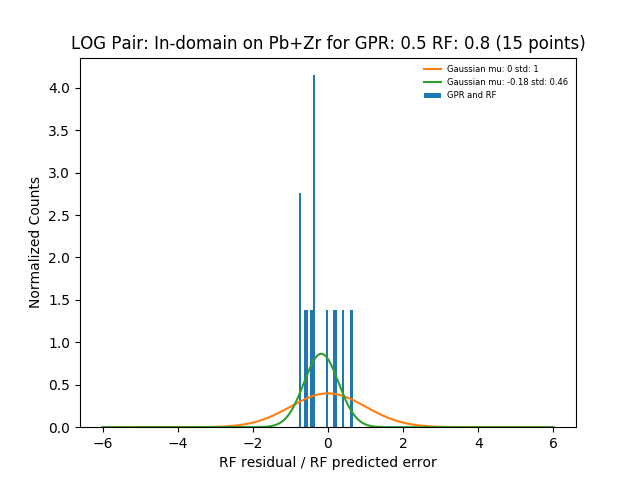 LOG Pair: In-domain on Pb+Zr for GPR: 0.5 RF: 0.8 (15 points)
Gaussian mu: 0 std: 1
Gaussian mu: -0.18 std: 0.46
GPR and RF
4.0
3.5
3.0
2.5
2.0
1.5
1.0
0.5
0.0
Normalized Counts
−6 −4 −2 0 2 4 6
RF residual / RF predicted error